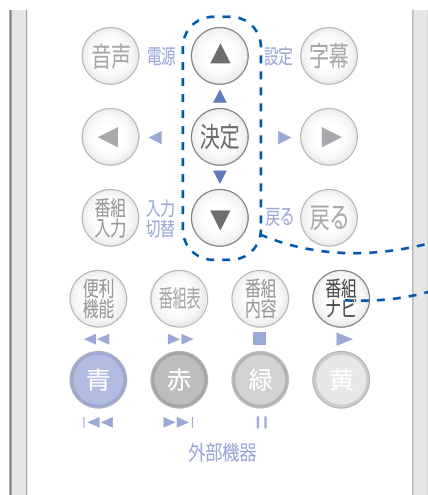 音声 電源 設定 字幕
決定
番組
入力
入力
切替
戻る 戻る
便利
機能
番組表
番組
内容
番組
ナビ
青 赤 緑 黄
外部機器